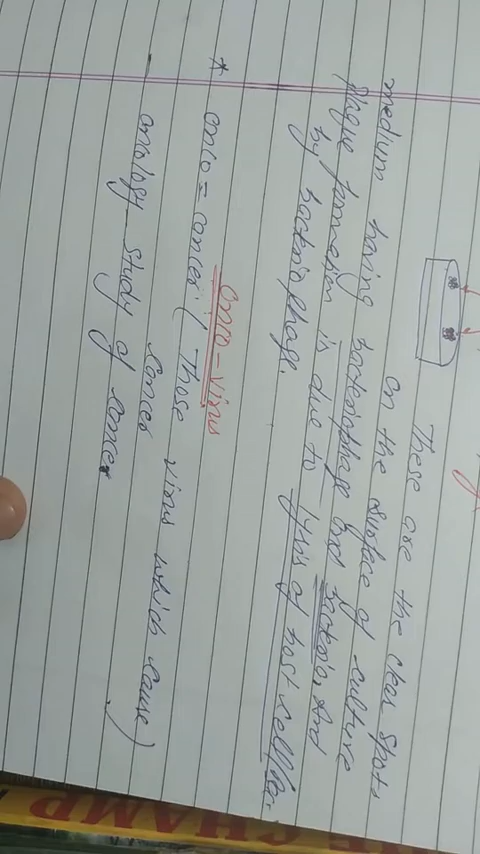 These are the clear spots
on the surface of culture
medium having bacteriophage and bacteria. And
plaque formation is due to lysis of host cell/
by bacteriophage.
Onco-virus
* onco = cancer (Those virus which cause
cancer)
oncology - study of cancer
CHAMP